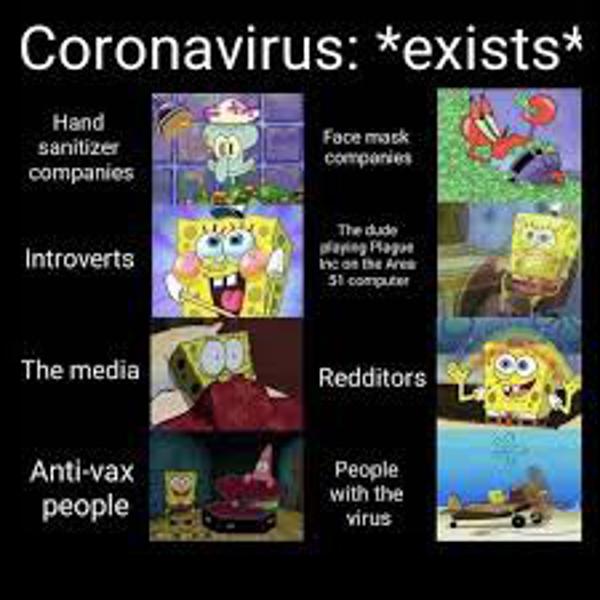 Coronavirus: *exists*
Hand
sanitizer
companies
Face mask
companies
Introverts
The dude
playing Plague
Inc on the Area
51 computer
The media
Redditors
Anti-vax
people
People
with the
virus